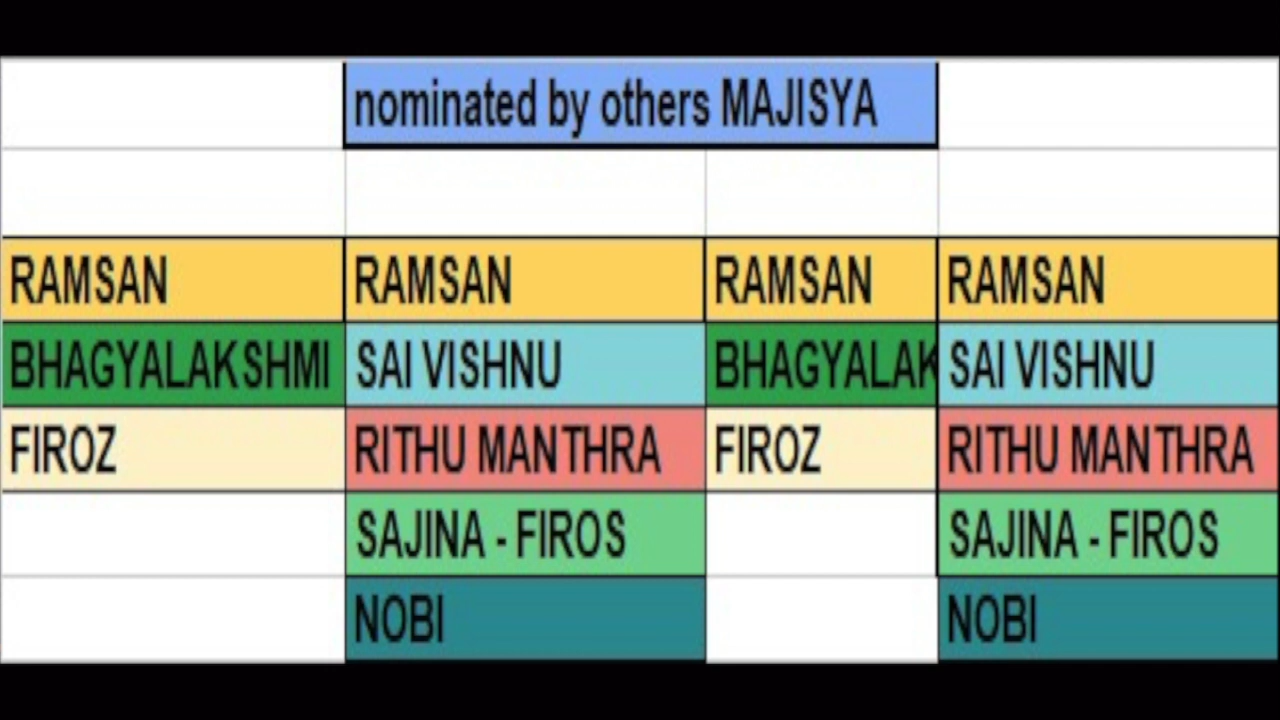 nominated by others MAJISYA
RAMSAN RAMSAN RAMSAN RAMSAN
BHAGYALAKSHMI SAI VISHNU BHAGYALAK SAI VISHNU
FIROZ RITHU MANTHRA FIROZ RITHU MANTHRA
SAJINA - FIROS SAJINA - FIROS
NOBI NOBI